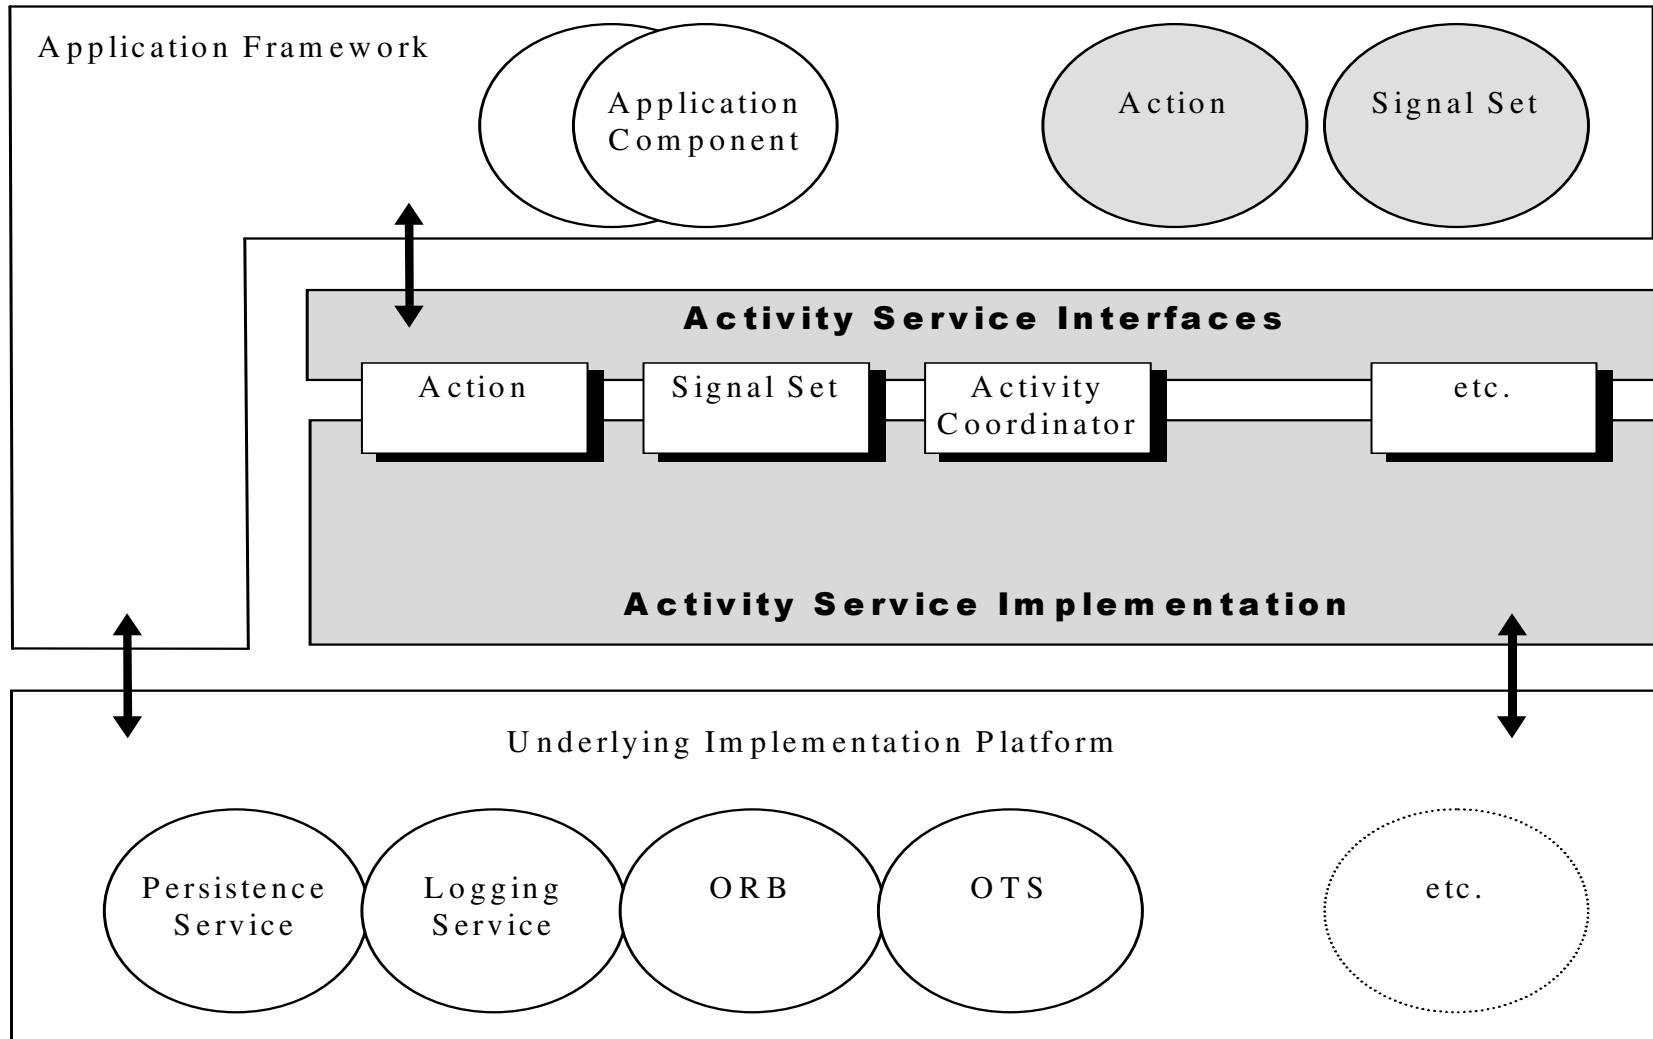 Application Framework
Application
Component
Action
Signal Set
Activity Service Interfaces
Action
Signal Set
Activity
Coordinator
etc.
Activity Service Implementation
Underlying Implementation Platform
Persistence
Service
Logging
Service
ORB
OTS
etc.